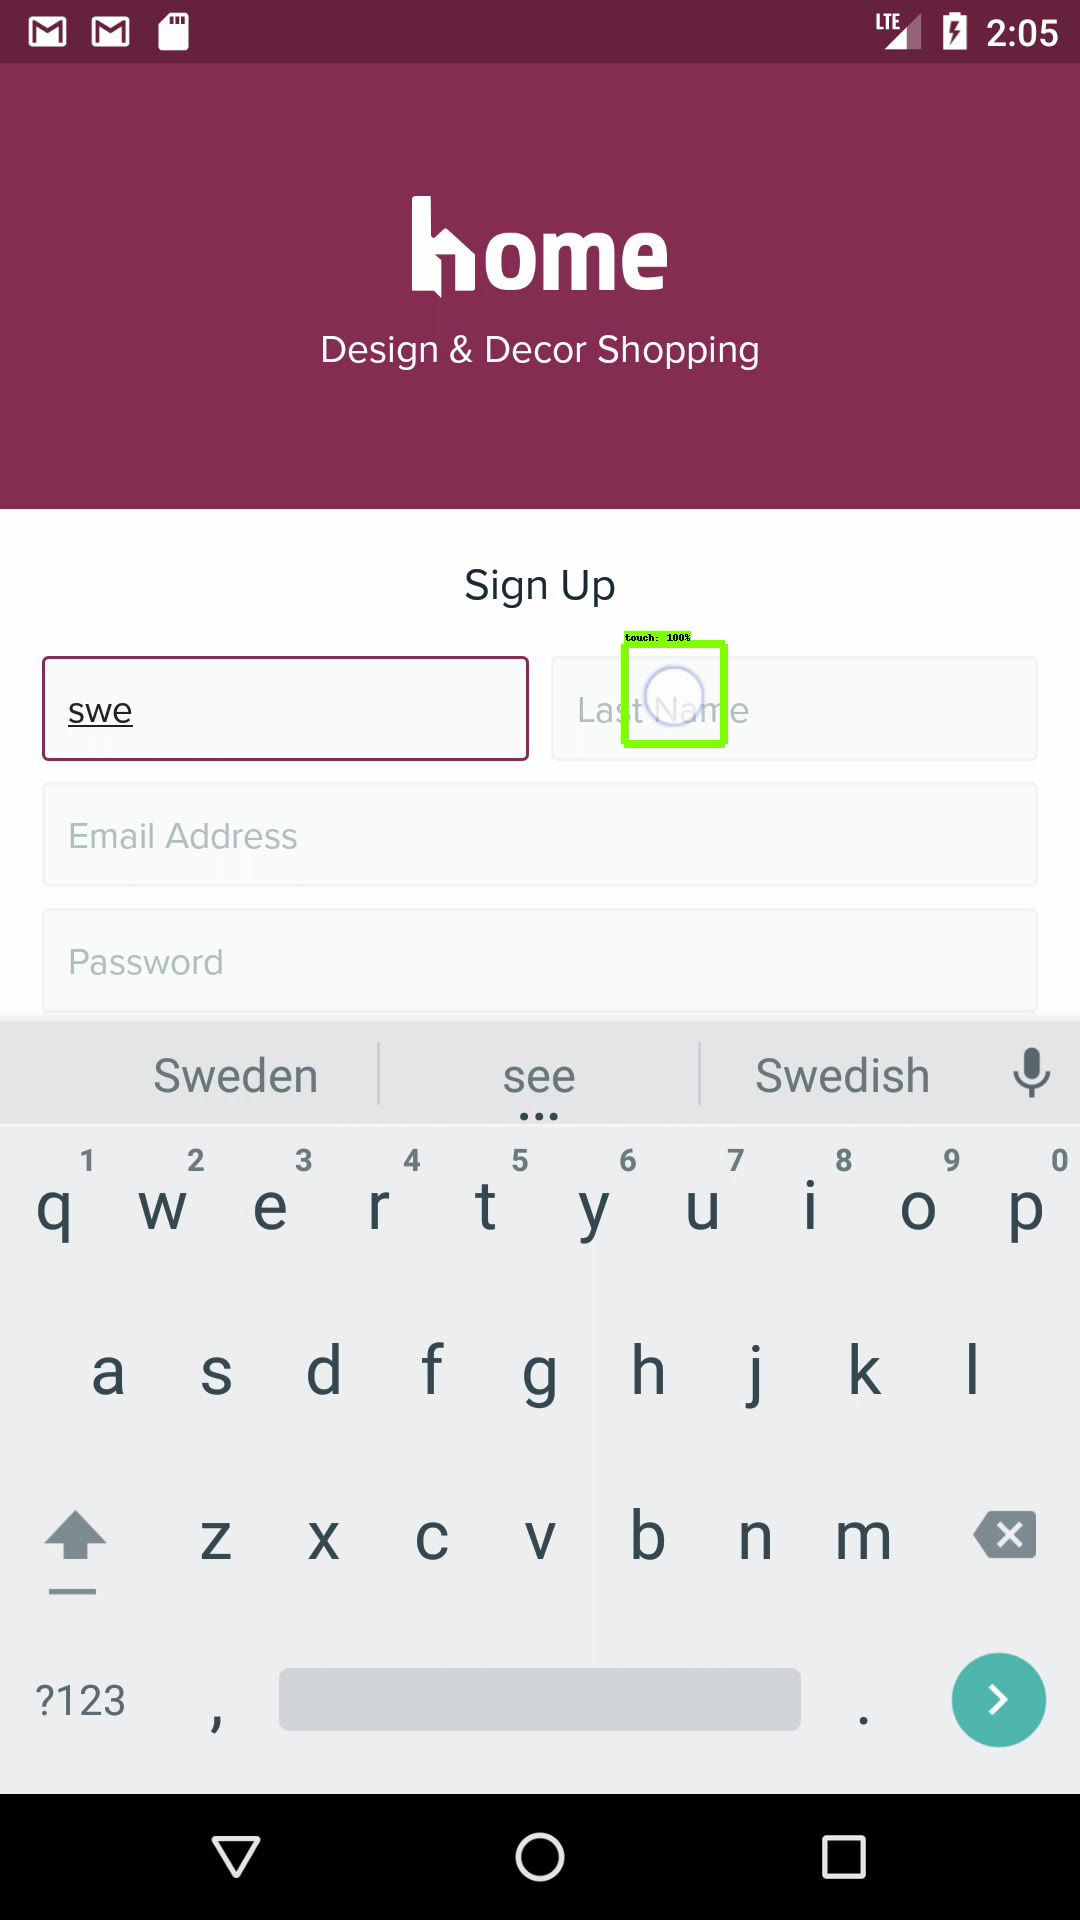 LTE 2:05
home
Design & Decor Shopping
Sign Up
touch: 100%
swe
Last Name
Email Address
Password
Sweden see Swedish
1 2 3 4 5 6 7 8 9 0
q w e r t y u i o p
a s d f g h j k l
z x c v b n m
?123 , .